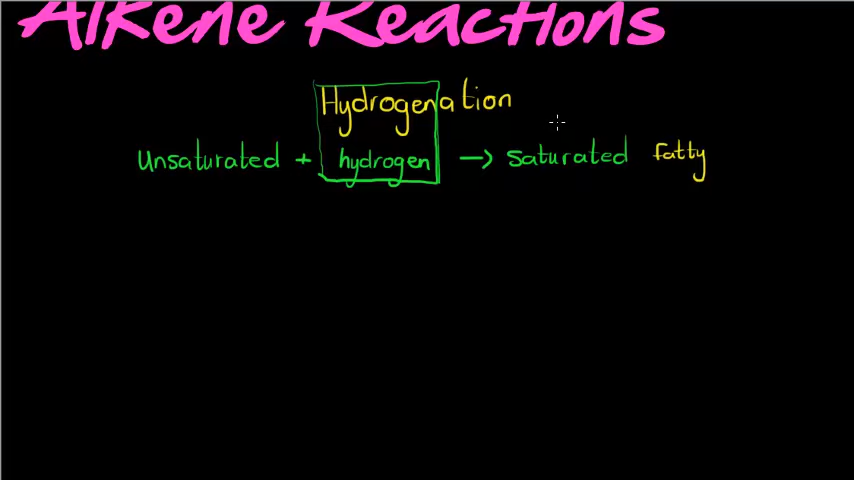 Alkene Reactions
Hydrogenation
Unsaturated + hydrogen → saturated fatty